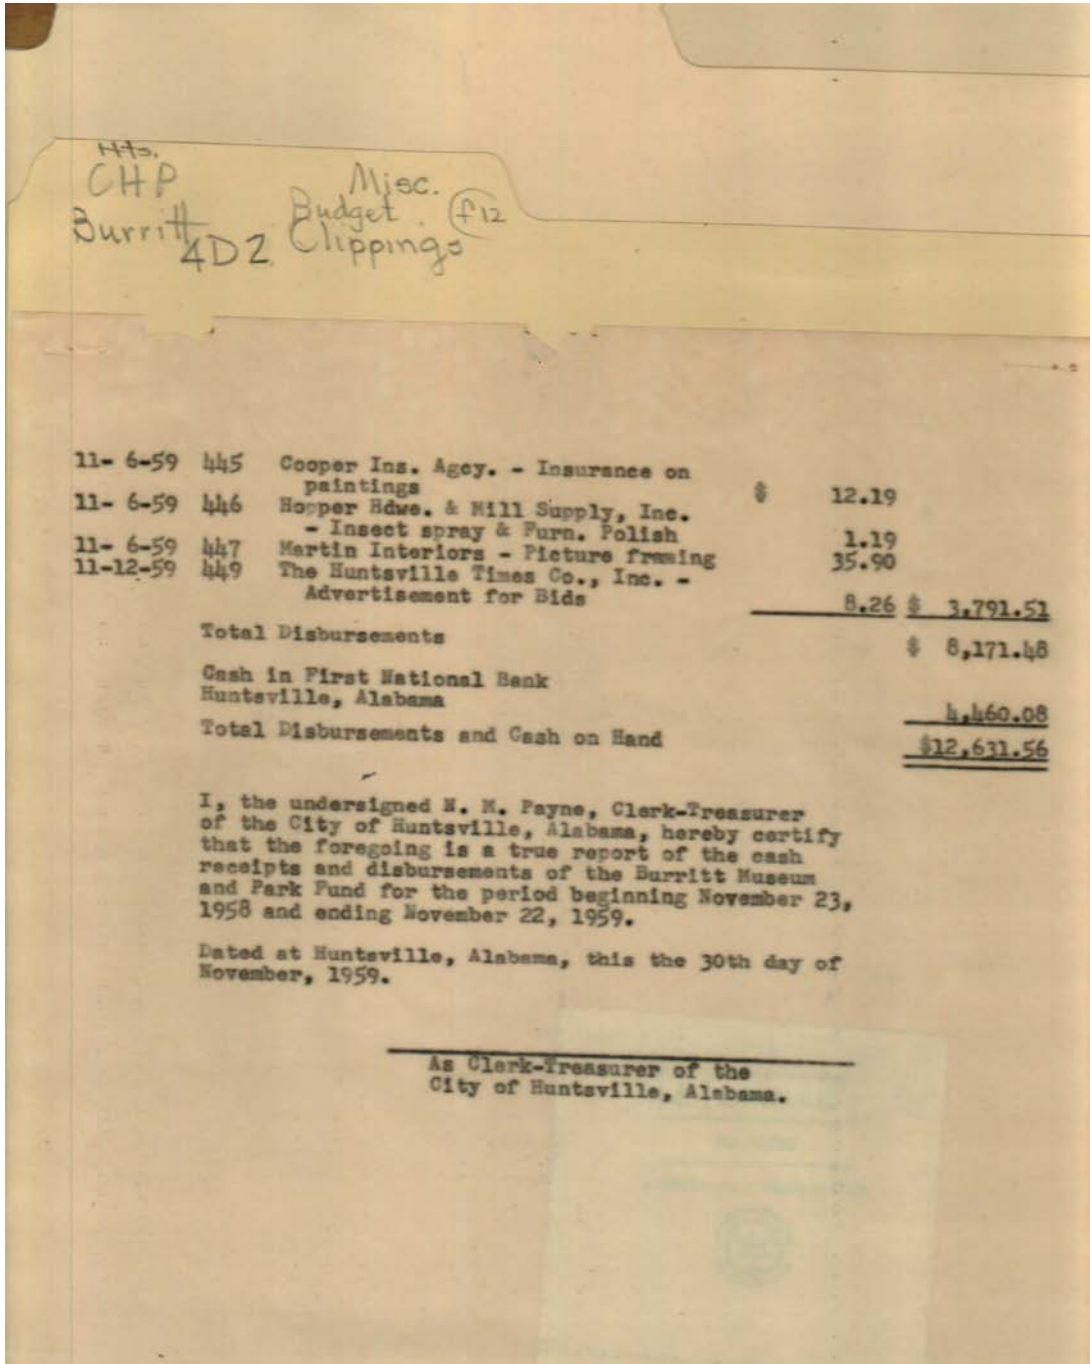 Hts.
CHP
Burritt
4D2
Misc.
Budget
Clippings
f12
11- 6-59 445 Cooper Ins. Agcy. - Insurance on
paintings $ 12.19
11- 6-59 446 Hopper Hdwe. & Mill Supply, Inc.
- Insect spray & Furn. Polish 1.19
11- 6-59 447 Martin Interiors - Picture framing 35.90
11-12-59 449 The Huntsville Times Co., Inc. -
Advertisement for Bids 8.26 $ 3,791.51
Total Disbursements $ 8,171.48
Cash in First National Bank
Huntsville, Alabama 4,460.08
Total Disbursements and Cash on Hand $12,631.56
I, the undersigned N. M. Payne, Clerk-Treasurer
of the City of Huntsville, Alabama, hereby certify
that the foregoing is a true report of the cash
receipts and disbursements of the Burritt Museum
and Park Fund for the period beginning November 23,
1958 and ending November 22, 1959.
Dated at Huntsville, Alabama, this the 30th day of
November, 1959.
As Clerk-Treasurer of the
City of Huntsville, Alabama.